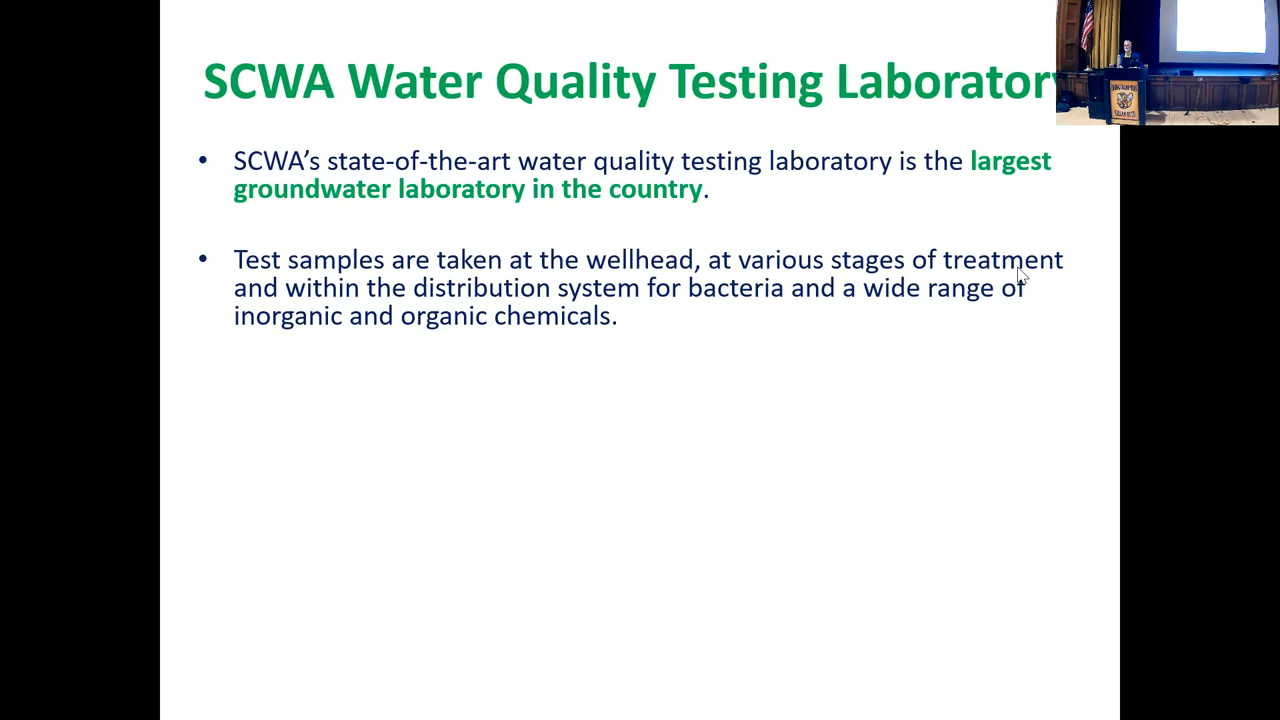 SCWA Water Quality Testing Laboratory
• SCWA’s state-of-the-art water quality testing laboratory is the largest
groundwater laboratory in the country.
• Test samples are taken at the wellhead, at various stages of treatment
and within the distribution system for bacteria and a wide range of
inorganic and organic chemicals.